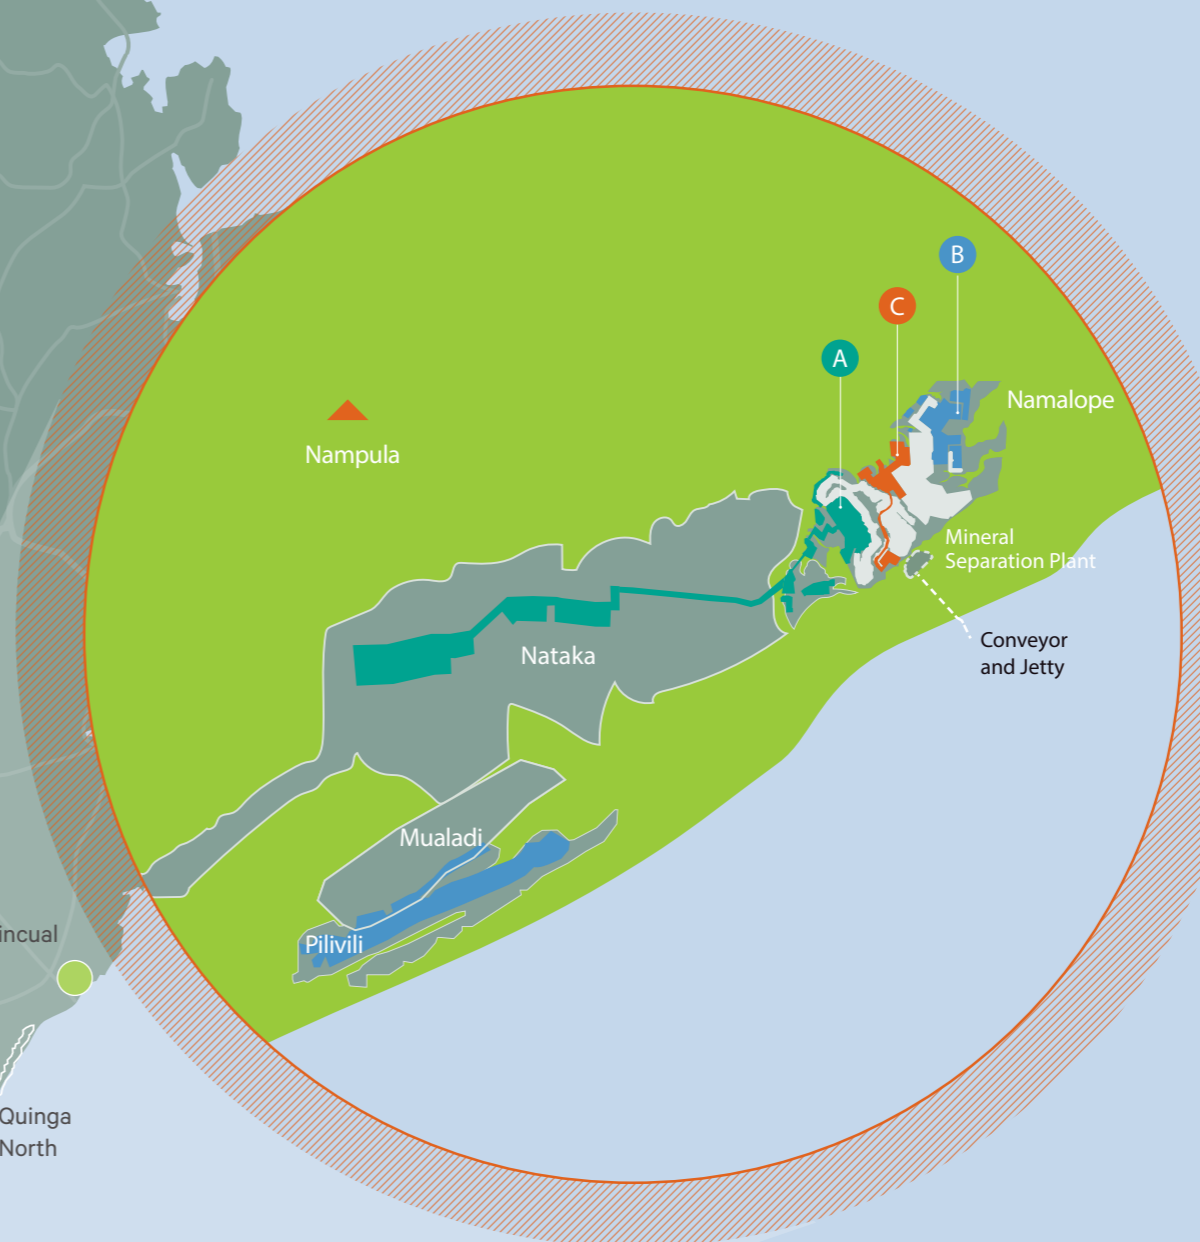 B
C
A
Namalope
Nampula
Mineral
Separation Plant
Conveyor
and Jetty
Nataka
Mualadi
Pilivili
incual
Quinga
North